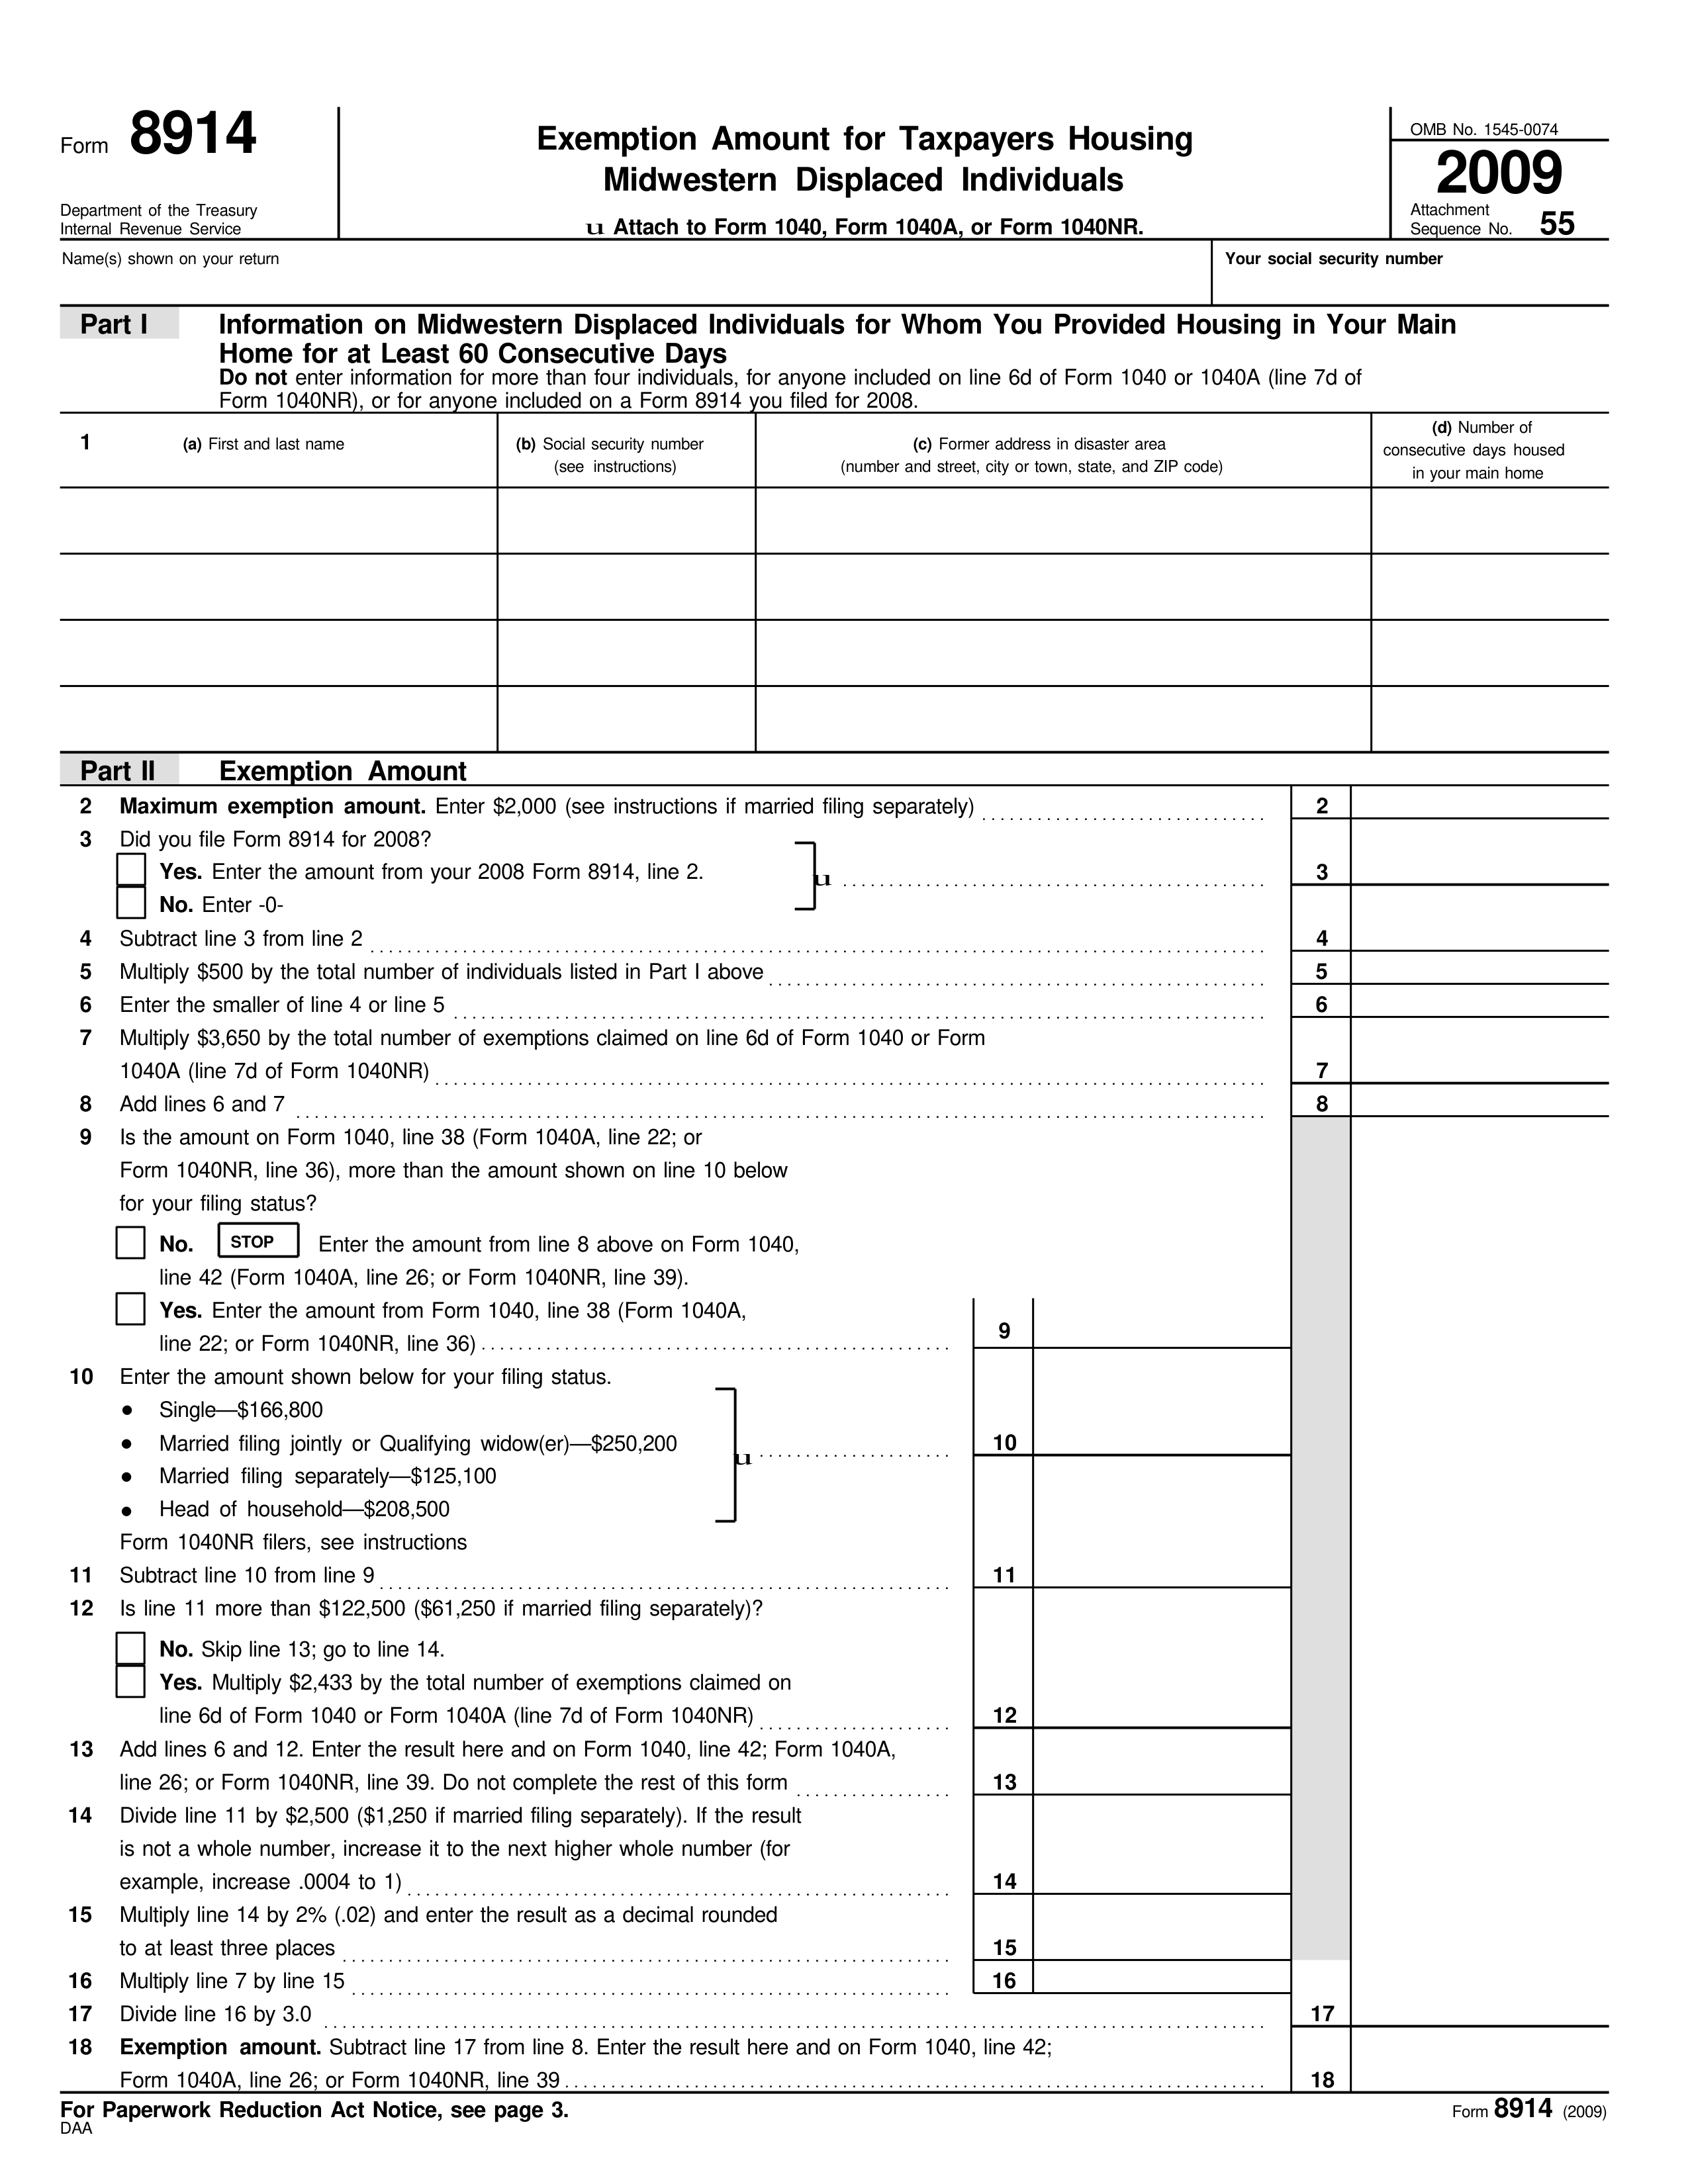 Form 8914
Department of the Treasury
Internal Revenue Service
Exemption Amount for Taxpayers Housing
Midwestern Displaced Individuals
u Attach to Form 1040, Form 1040A, or Form 1040NR.
OMB No. 1545-0074
2009
Attachment
Sequence No. 55
Name(s) shown on your return
Your social security number
Part I Information on Midwestern Displaced Individuals for Whom You Provided Housing in Your Main
Home for at Least 60 Consecutive Days
Do not enter information for more than four individuals, for anyone included on line 6d of Form 1040 or 1040A (line 7d of
Form 1040NR), or for anyone included on a Form 8914 you filed for 2008.
1 (a) First and last name
(b) Social security number
(see instructions)
(c) Former address in disaster area
(number and street, city or town, state, and ZIP code)
(d) Number of
consecutive days housed
in your main home
Part II Exemption Amount
2 Maximum exemption amount. Enter $2,000 (see instructions if married filing separately) 2
3 Did you file Form 8914 for 2008?
Yes. Enter the amount from your 2008 Form 8914, line 2. u 3
No. Enter -0-
4 Subtract line 3 from line 2 4
5 Multiply $500 by the total number of individuals listed in Part I above 5
6 Enter the smaller of line 4 or line 5 6
7 Multiply $3,650 by the total number of exemptions claimed on line 6d of Form 1040 or Form
1040A (line 7d of Form 1040NR) 7
8 Add lines 6 and 7 8
9 Is the amount on Form 1040, line 38 (Form 1040A, line 22; or
Form 1040NR, line 36), more than the amount shown on line 10 below
for your filing status?
No. STOP Enter the amount from line 8 above on Form 1040,
line 42 (Form 1040A, line 26; or Form 1040NR, line 39).
Yes. Enter the amount from Form 1040, line 38 (Form 1040A,
line 22; or Form 1040NR, line 36) 9
10 Enter the amount shown below for your filing status.
● Single—$166,800
● Married filing jointly or Qualifying widow(er)—$250,200 u 10
● Married filing separately—$125,100
● Head of household—$208,500
Form 1040NR filers, see instructions
11 Subtract line 10 from line 9 11
12 Is line 11 more than $122,500 ($61,250 if married filing separately)?
No. Skip line 13; go to line 14.
Yes. Multiply $2,433 by the total number of exemptions claimed on
line 6d of Form 1040 or Form 1040A (line 7d of Form 1040NR) 12
13 Add lines 6 and 12. Enter the result here and on Form 1040, line 42; Form 1040A,
line 26; or Form 1040NR, line 39. Do not complete the rest of this form 13
14 Divide line 11 by $2,500 ($1,250 if married filing separately). If the result
is not a whole number, increase it to the next higher whole number (for
example, increase .0004 to 1) 14
15 Multiply line 14 by 2% (.02) and enter the result as a decimal rounded
to at least three places 15
16 Multiply line 7 by line 15 16
17 Divide line 16 by 3.0 17
18 Exemption amount. Subtract line 17 from line 8. Enter the result here and on Form 1040, line 42;
Form 1040A, line 26; or Form 1040NR, line 39 18
For Paperwork Reduction Act Notice, see page 3. Form 8914 (2009)
DAA